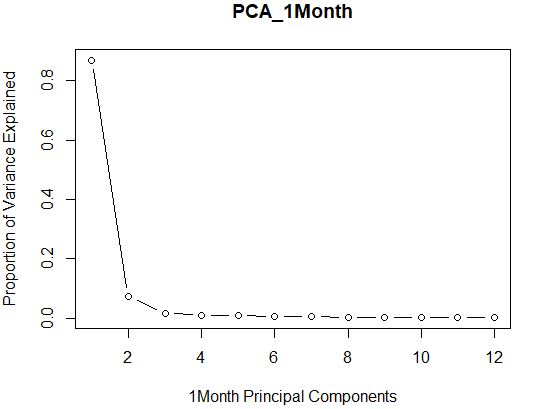 PCA_1Month
Proportion of Variance Explained
0.8
0.6
0.4
0.2
0.0
2 4 6 8 10 12
1Month Principal Components